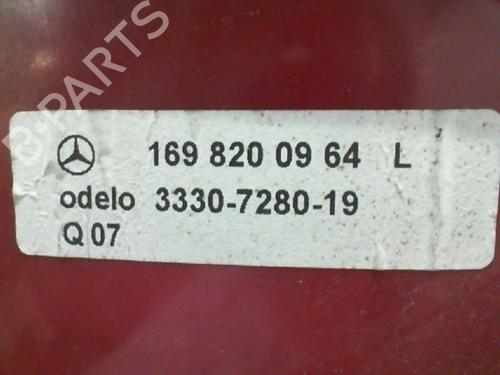 B-PARTS
169 820 09 64 L
odelo 3330-7280-19
Q 07